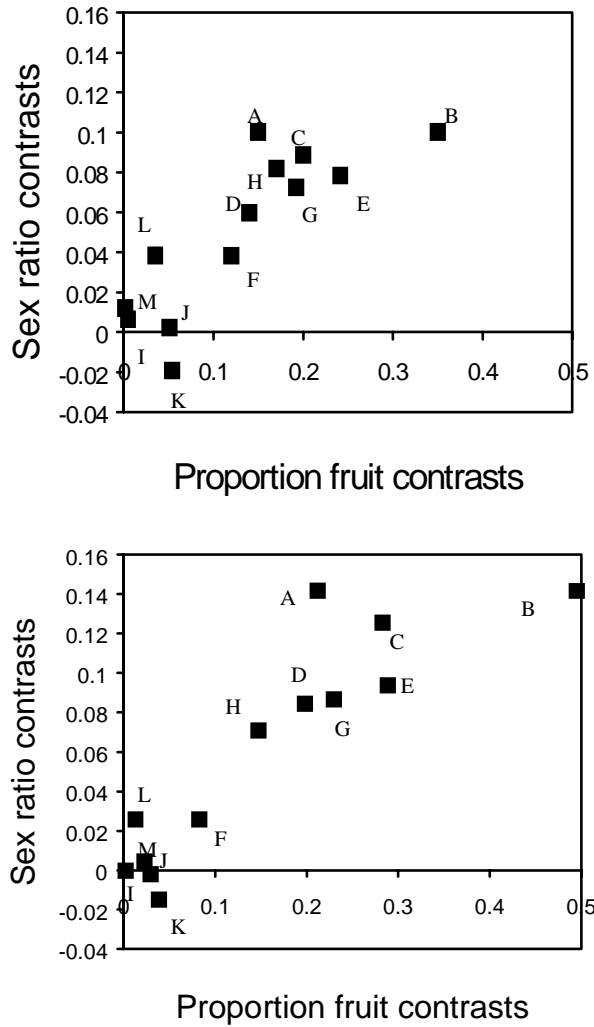 0.16
0.14
0.12
0.1
0.08
0.06
0.04
0.02
0
-0.02
-0.04
Sex ratio contrasts
A
B
C
H
D
G
E
L
F
M
J
I
K
0 0.1 0.2 0.3 0.4 0.5
Proportion fruit contrasts
0.16
0.14
0.12
0.1
0.08
0.06
0.04
0.02
0
-0.02
-0.04
Sex ratio contrasts
A
B
C
D
E
H
G
L
F
M
J
I
K
0 0.1 0.2 0.3 0.4 0.5
Proportion fruit contrasts